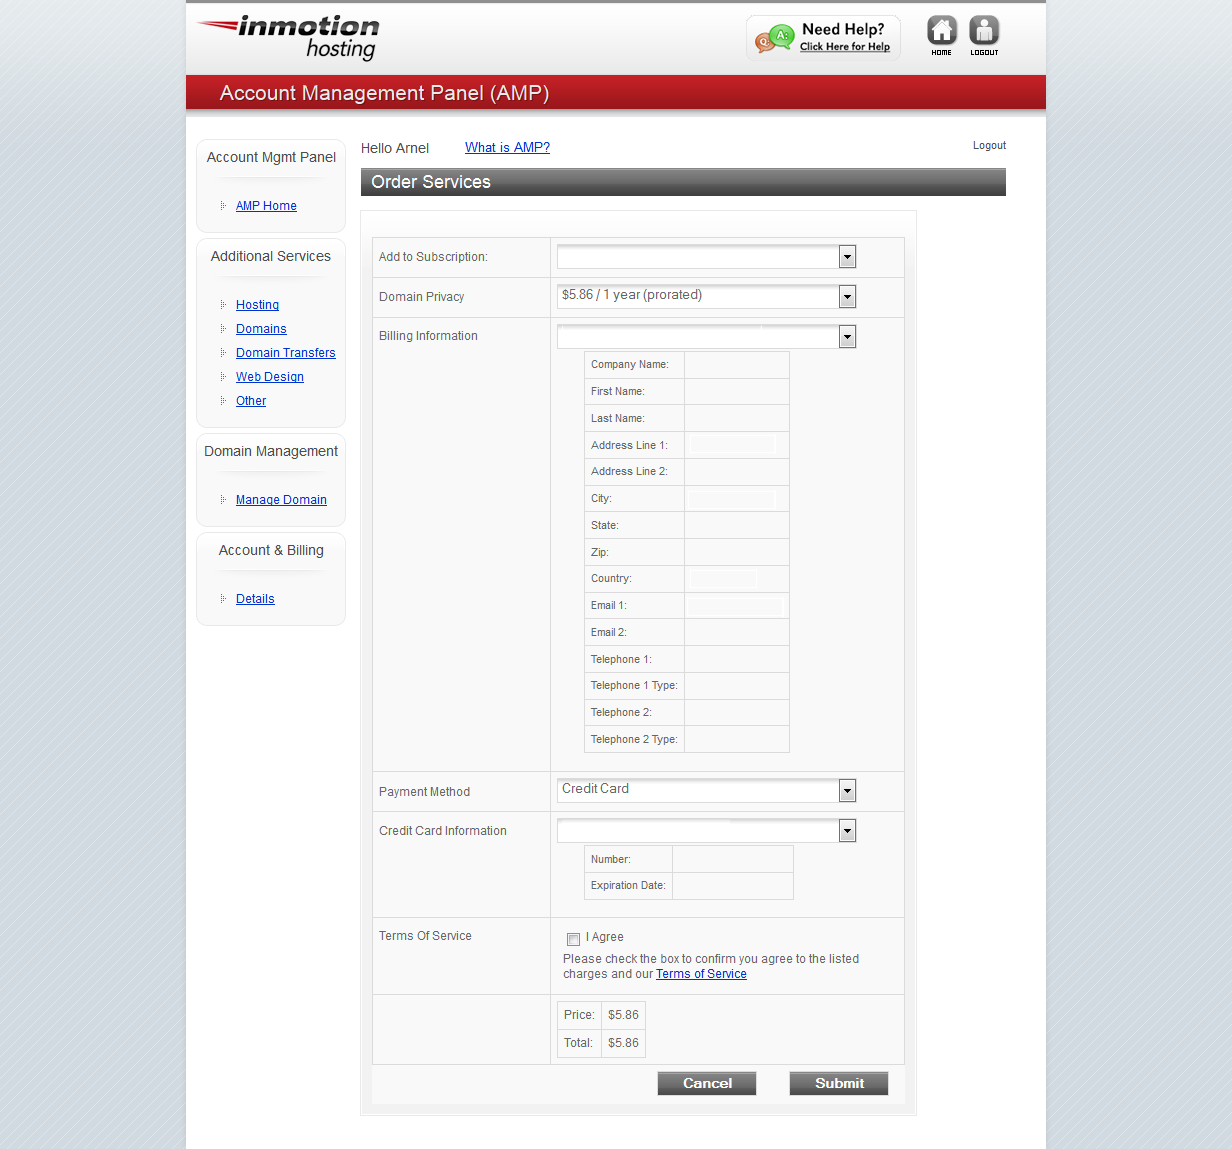 inmotion
hosting
Need Help?
Click Here for Help
Q:
A:
HOME
LOGOUT
Account Management Panel (AMP)
Account Mgmt Panel
AMP Home
Additional Services
Hosting
Domains
Domain Transfers
Web Design
Other
Domain Management
Manage Domain
Account & Billing
Details
Hello Arnel
What is AMP?
Logout
Order Services
Add to Subscription:
Domain Privacy
$5.86 / 1 year (prorated)
Billing Information
Company Name:
First Name:
Last Name:
Address Line 1:
Address Line 2:
City:
State:
Zip:
Country:
Email 1:
Email 2:
Telephone 1:
Telephone 1 Type:
Telephone 2:
Telephone 2 Type:
Payment Method
Credit Card
Credit Card Information
Number:
Expiration Date:
Terms Of Service
I Agree
Please check the box to confirm you agree to the listed
charges and our Terms of Service
Price: $5.86
Total: $5.86
Cancel
Submit